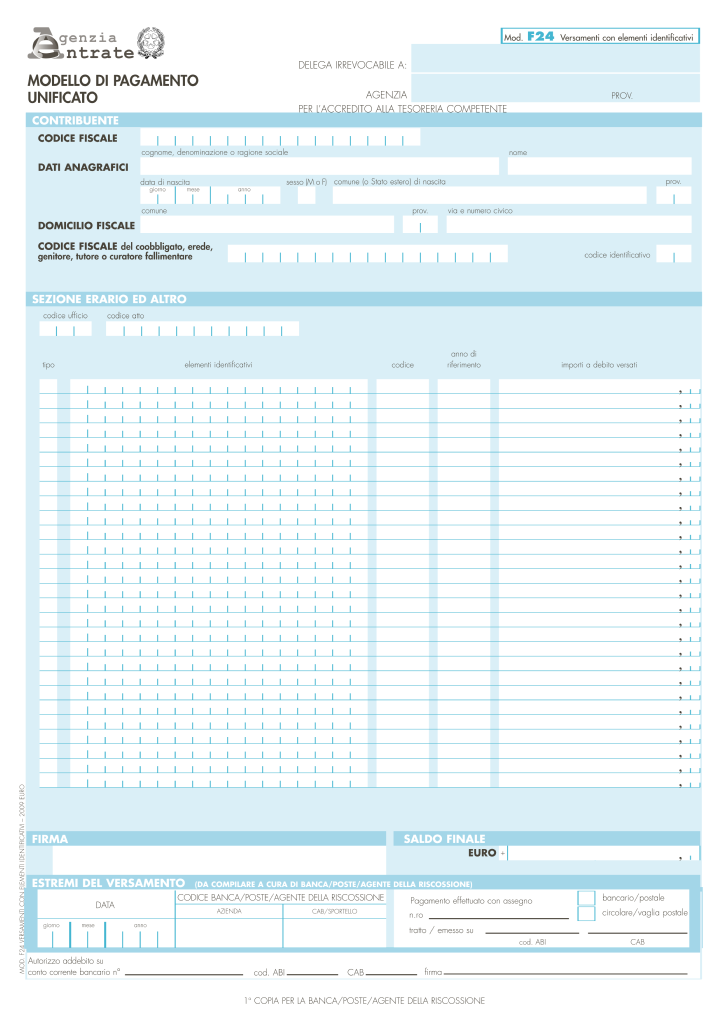 Agenzia
Entrate
Mod. F24 Versamenti con elementi identificativi
DELEGA IRREVOCABILE A:
MODELLO DI PAGAMENTO
UNIFICATO
AGENZIA
PROV.
PER L'ACCREDITO ALLA TESORERIA COMPETENTE
CONTRIBUENTE
CODICE FISCALE
cognome, denominazione o ragione sociale
nome
DATI ANAGRAFICI
data di nascita
sesso (M o F)
comune (o Stato estero) di nascita
prov.
giorno
mese
anno
comune
prov.
via e numero civico
DOMICILIO FISCALE
CODICE FISCALE del coobbligato, erede,
genitore, tutore o curatore fallimentare
codice identificativo
SEZIONE ERARIO ED ALTRO
codice ufficio
codice atto
tipo
elementi identificativi
codice
anno di
riferimento
importi a debito versati
FIRMA
SALDO FINALE
EURO +
ESTREMI DEL VERSAMENTO (DA COMPILARE A CURA DI BANCA/POSTE/AGENTE DELLA RISCOSSIONE)
DATA
CODICE BANCA/POSTE/AGENTE DELLA RISCOSSIONE
AZIENDA
CAB/SPORTELLO
giorno
mese
anno
Pagamento effettuato con assegno
bancario/postale
n.ro
circolare/vaglia postale
tratto / emesso su
cod. ABI
CAB
Autorizzo addebito su
conto corrente bancario n°
cod. ABI
CAB
firma
MOD. F24 VERSAMENTI CON ELEMENTI IDENTIFICATIVI – 2009 EURO
1a COPIA PER LA BANCA/POSTE/AGENTE DELLA RISCOSSIONE